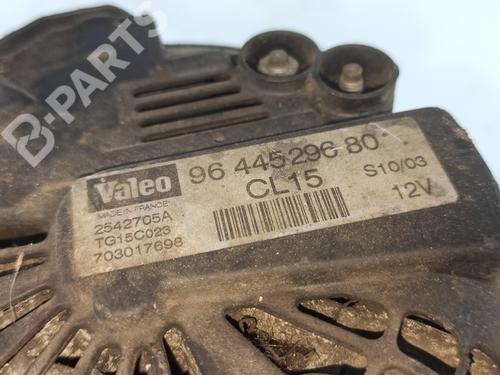 B-PARTS
Valeo
MADE IN FRANCE
2542705A
TG15C023
703017698
96 445 296 80
CL15
S10/03
12V